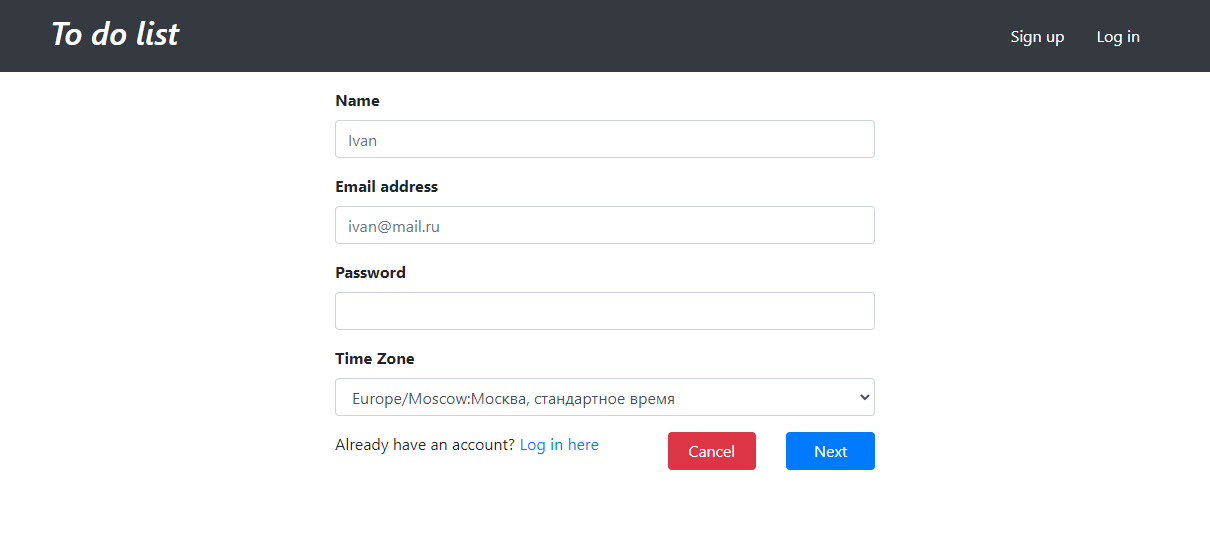 To do list
Sign up
Log in
Name
Ivan
Email address
ivan@mail.ru
Password
Time Zone
Europe/Moscow:Москва, стандартное время
Already have an account? Log in here
Cancel
Next